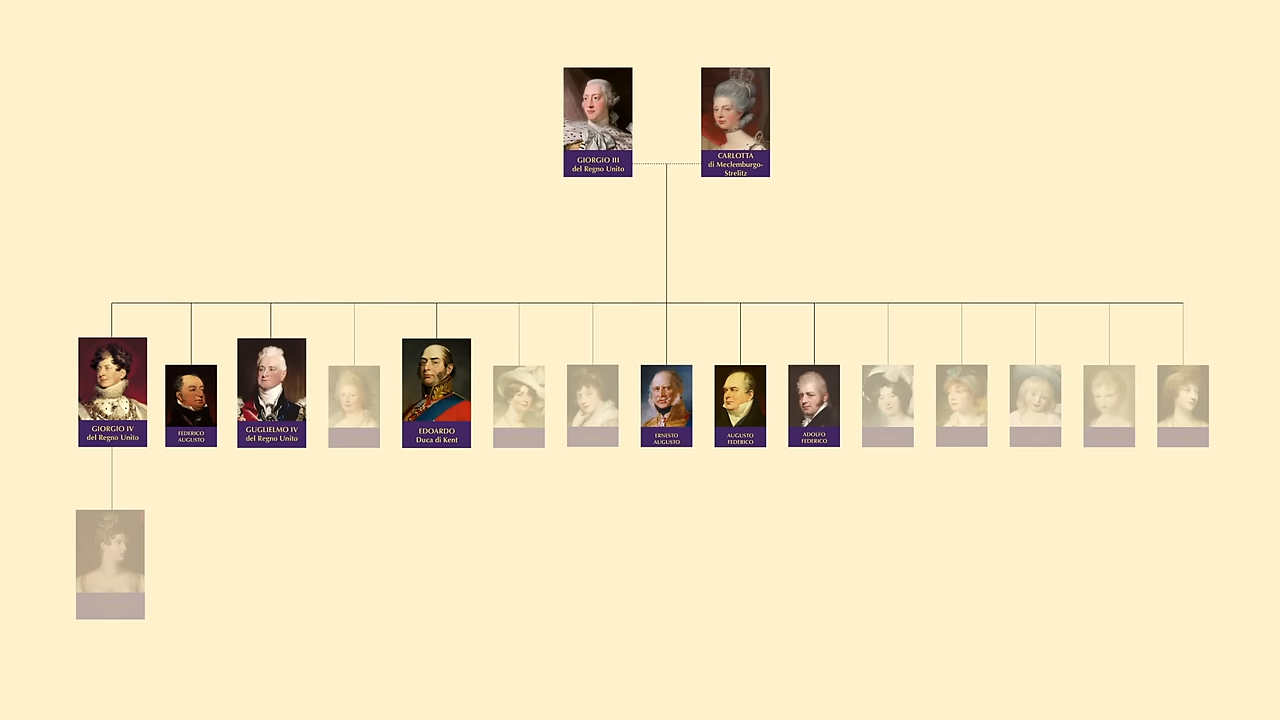 GIORGIO III
del Regno Unito
CARLOTTA
di Meclemburgo-
Strelitz
GIORGIO IV
del Regno Unito
FEDERICO
AUGUSTO
GUGLIELMO IV
del Regno Unito
EDOARDO
Duca di Kent
ERNESTO
AUGUSTO
AUGUSTO
FEDERICO
ADOLFO
FEDERICO